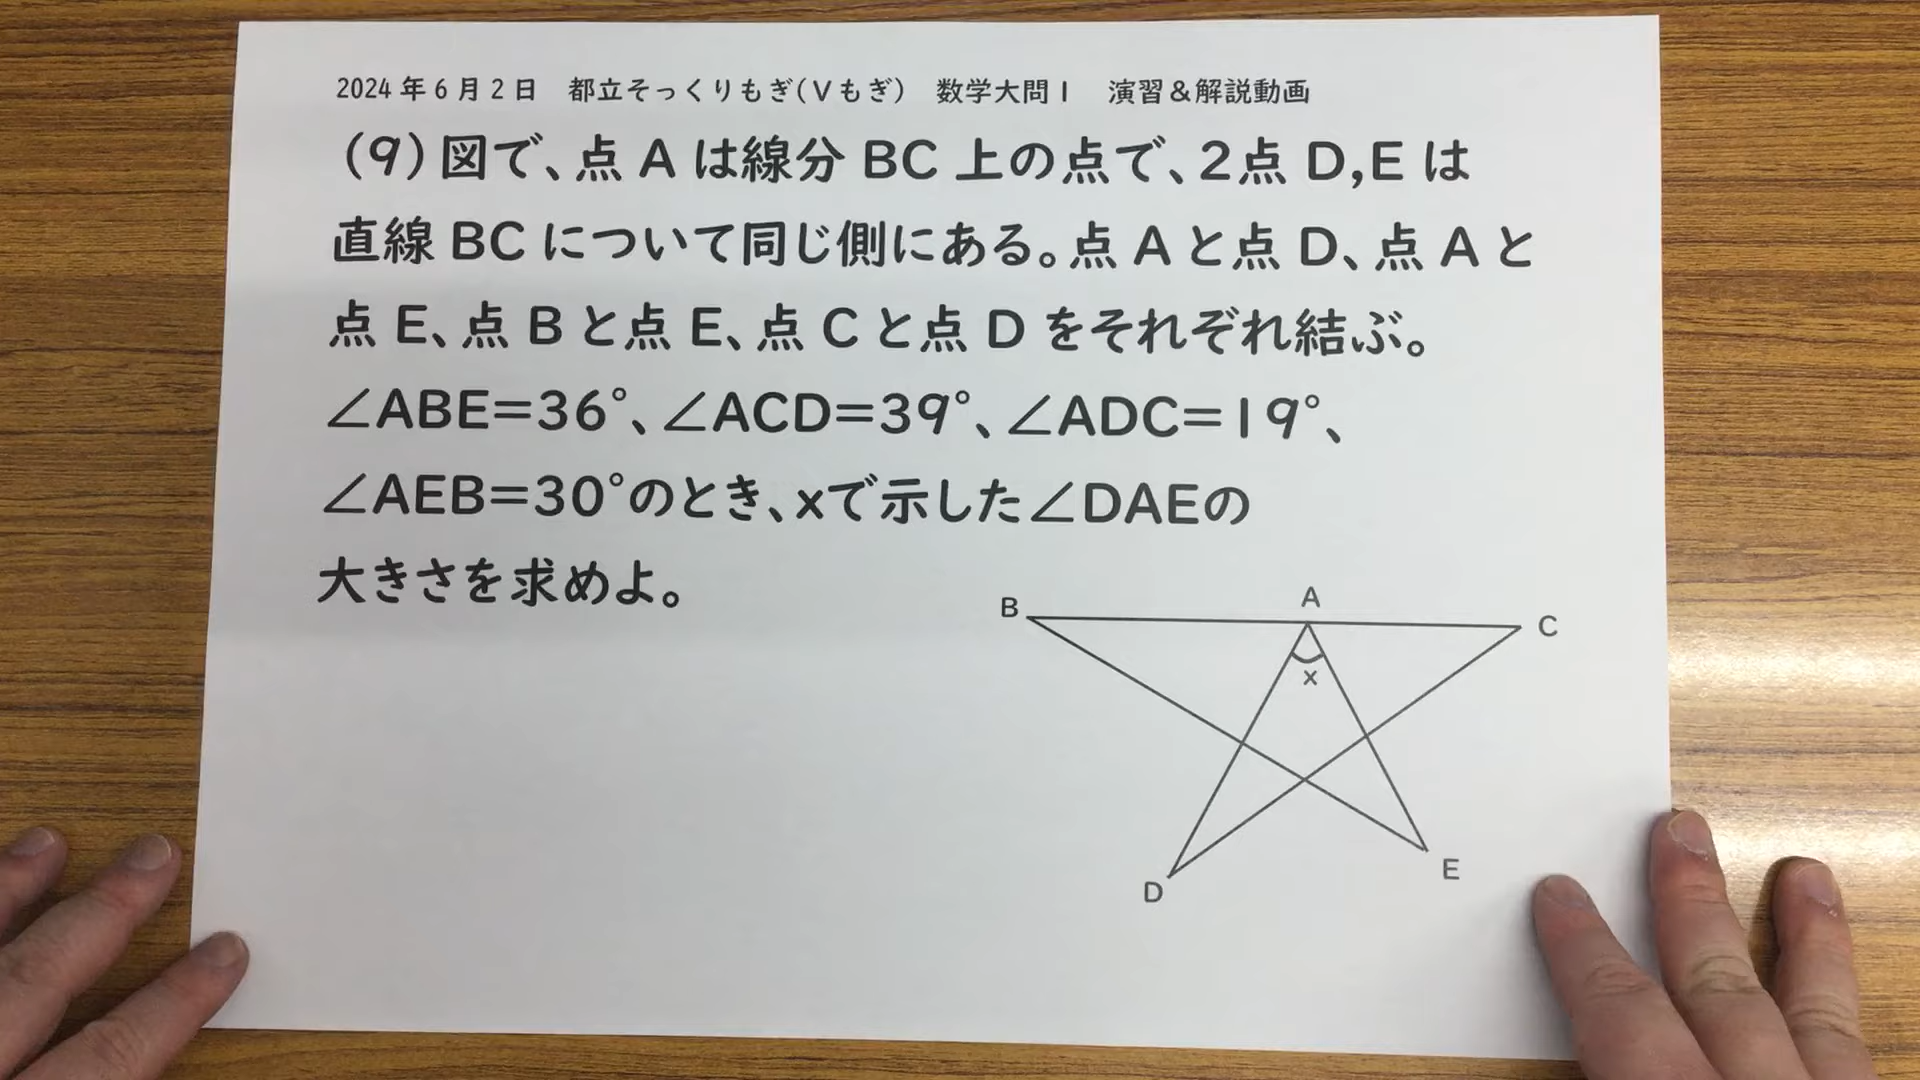 2024年6月2日　都立そっくりもぎ(Vもぎ)　数学大問1　演習&解説動画
(9)図で、点Aは線分BC上の点で、2点D,Eは
直線BCについて同じ側にある。点Aと点D、点Aと
点E、点Bと点E、点Cと点Dをそれぞれ結ぶ。
∠ABE=36°、∠ACD=39°、∠ADC=19°、
∠AEB=30°のとき、xで示した∠DAEの
大きさを求めよ。
B
A
C
x
D
E